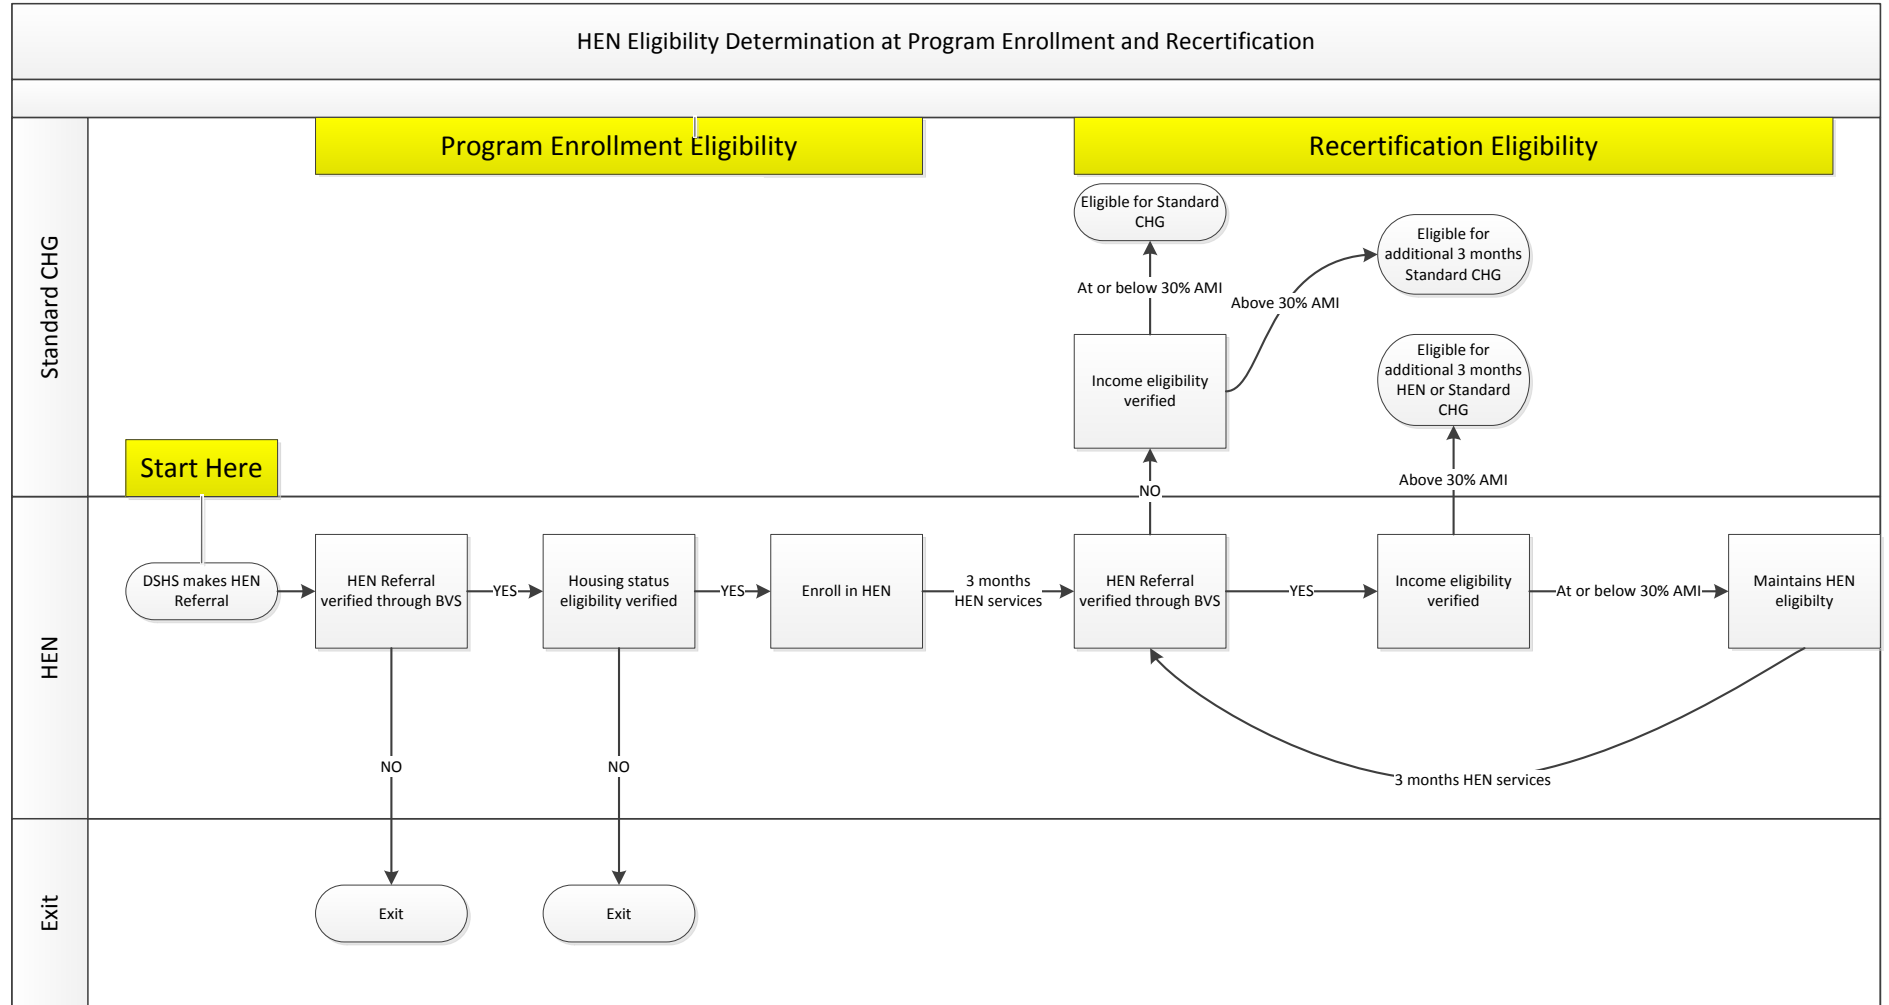 HEN Eligibility Determination at Program Enrollment and Recertification
Program Enrollment Eligibility
Recertification Eligibility
Standard CHG
Eligible for Standard
CHG
Eligible for
additional 3 months
Standard CHG
At or below 30% AMI
Above 30% AMI
Income eligibility
verified
Eligible for
additional 3 months
HEN or Standard
CHG
Start Here
Above 30% AMI
NO
HEN
DSHS makes HEN
Referral
HEN Referral
verified through BVS
YES
Housing status
eligibility verified
YES
Enroll in HEN
3 months
HEN services
HEN Referral
verified through BVS
YES
Income eligibility
verified
At or below 30% AMI
Maintains HEN
eligibilty
NO
NO
3 months HEN services
Exit
Exit
Exit